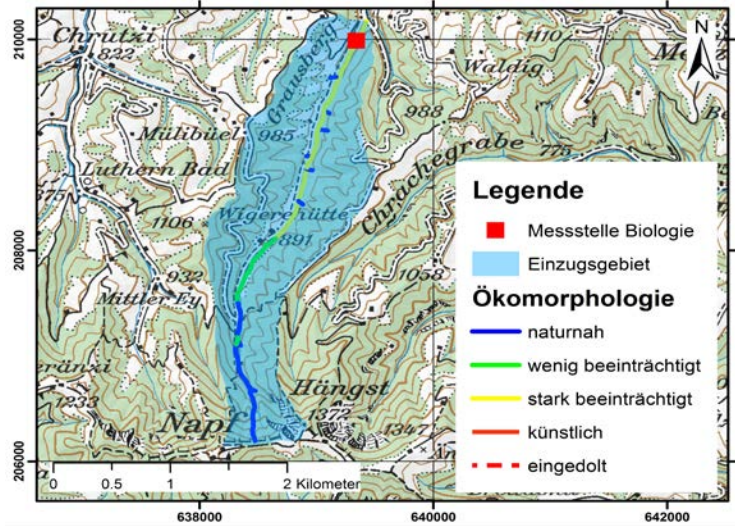 210000
Chrutzi
822
1110
N
Grausberg
Waldig
988
Mülibüel
985
775
Luthern Bad
Chrachegrabe
1106
Wigerehütte
891
208000
932
Mittler Ey
1058
Hängst
1233
1372
Napf
1347
206000
0 0.5 1 2 Kilometer
638000 640000 642000
Legende
Messstelle Biologie
Einzugsgebiet
Ökomorphologie
naturnah
wenig beeinträchtigt
stark beeinträchtigt
künstlich
eingedolt